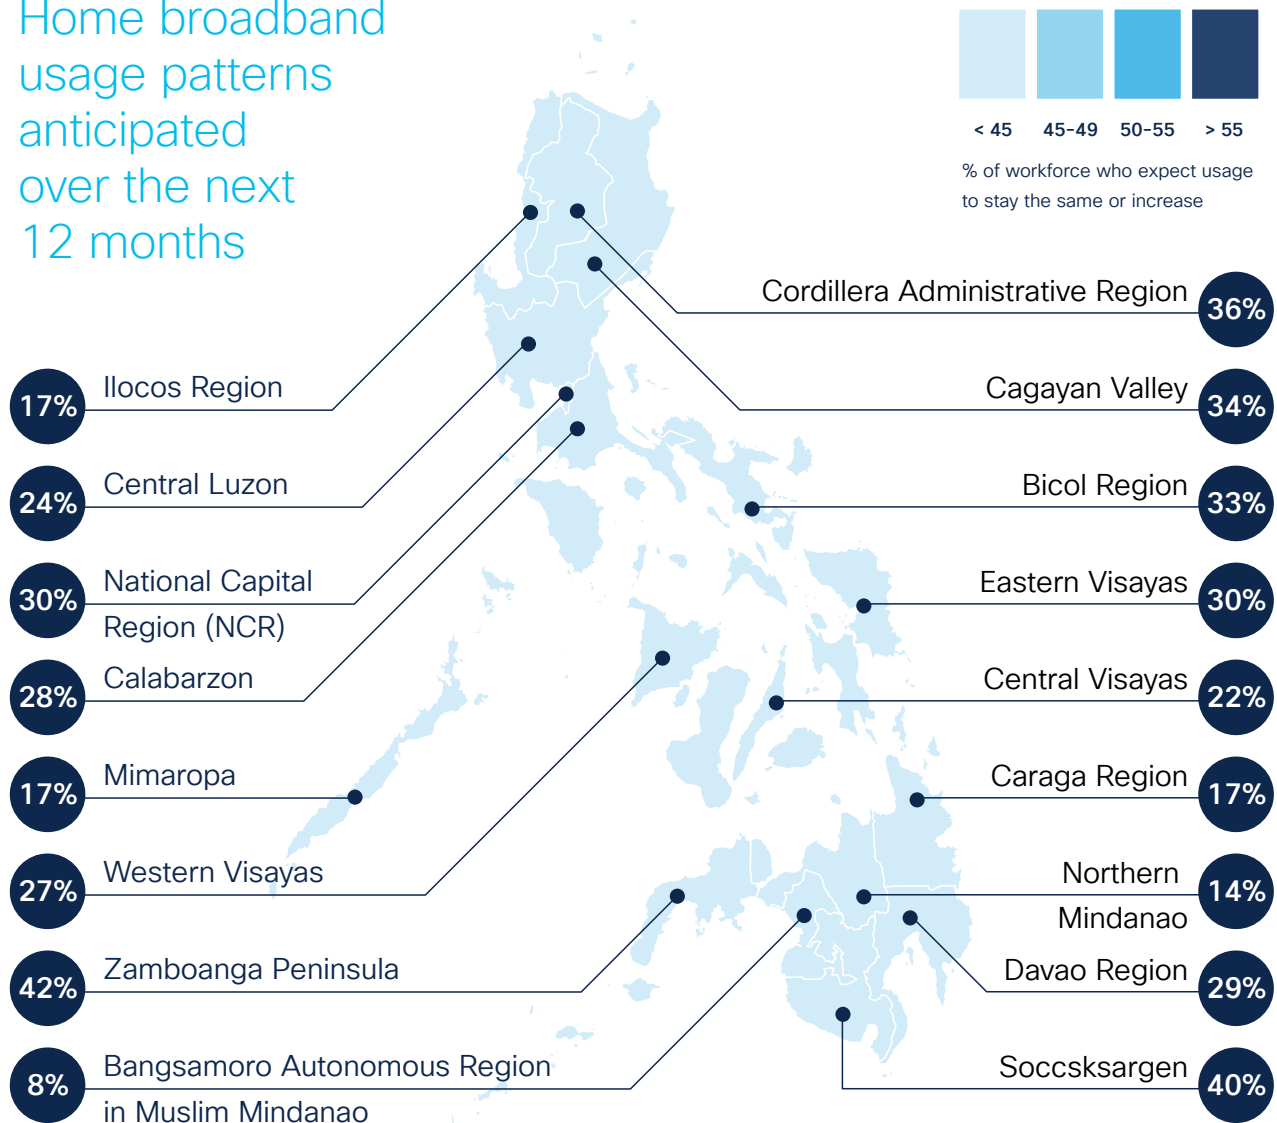 Home broadband
usage patterns
anticipated
over the next
12 months
< 45
45-49
50-55
> 55
% of workforce who expect usage
to stay the same or increase
17%
Ilocos Region
24%
Central Luzon
30%
National Capital
Region (NCR)
28%
Calabarzon
17%
Mimaropa
27%
Western Visayas
42%
Zamboanga Peninsula
8%
Bangsamoro Autonomous Region
in Muslim Mindanao
Cordillera Administrative Region
36%
Cagayan Valley
34%
Bicol Region
33%
Eastern Visayas
30%
Central Visayas
22%
Caraga Region
17%
Northern
Mindanao
14%
Davao Region
29%
Soccsksargen
40%